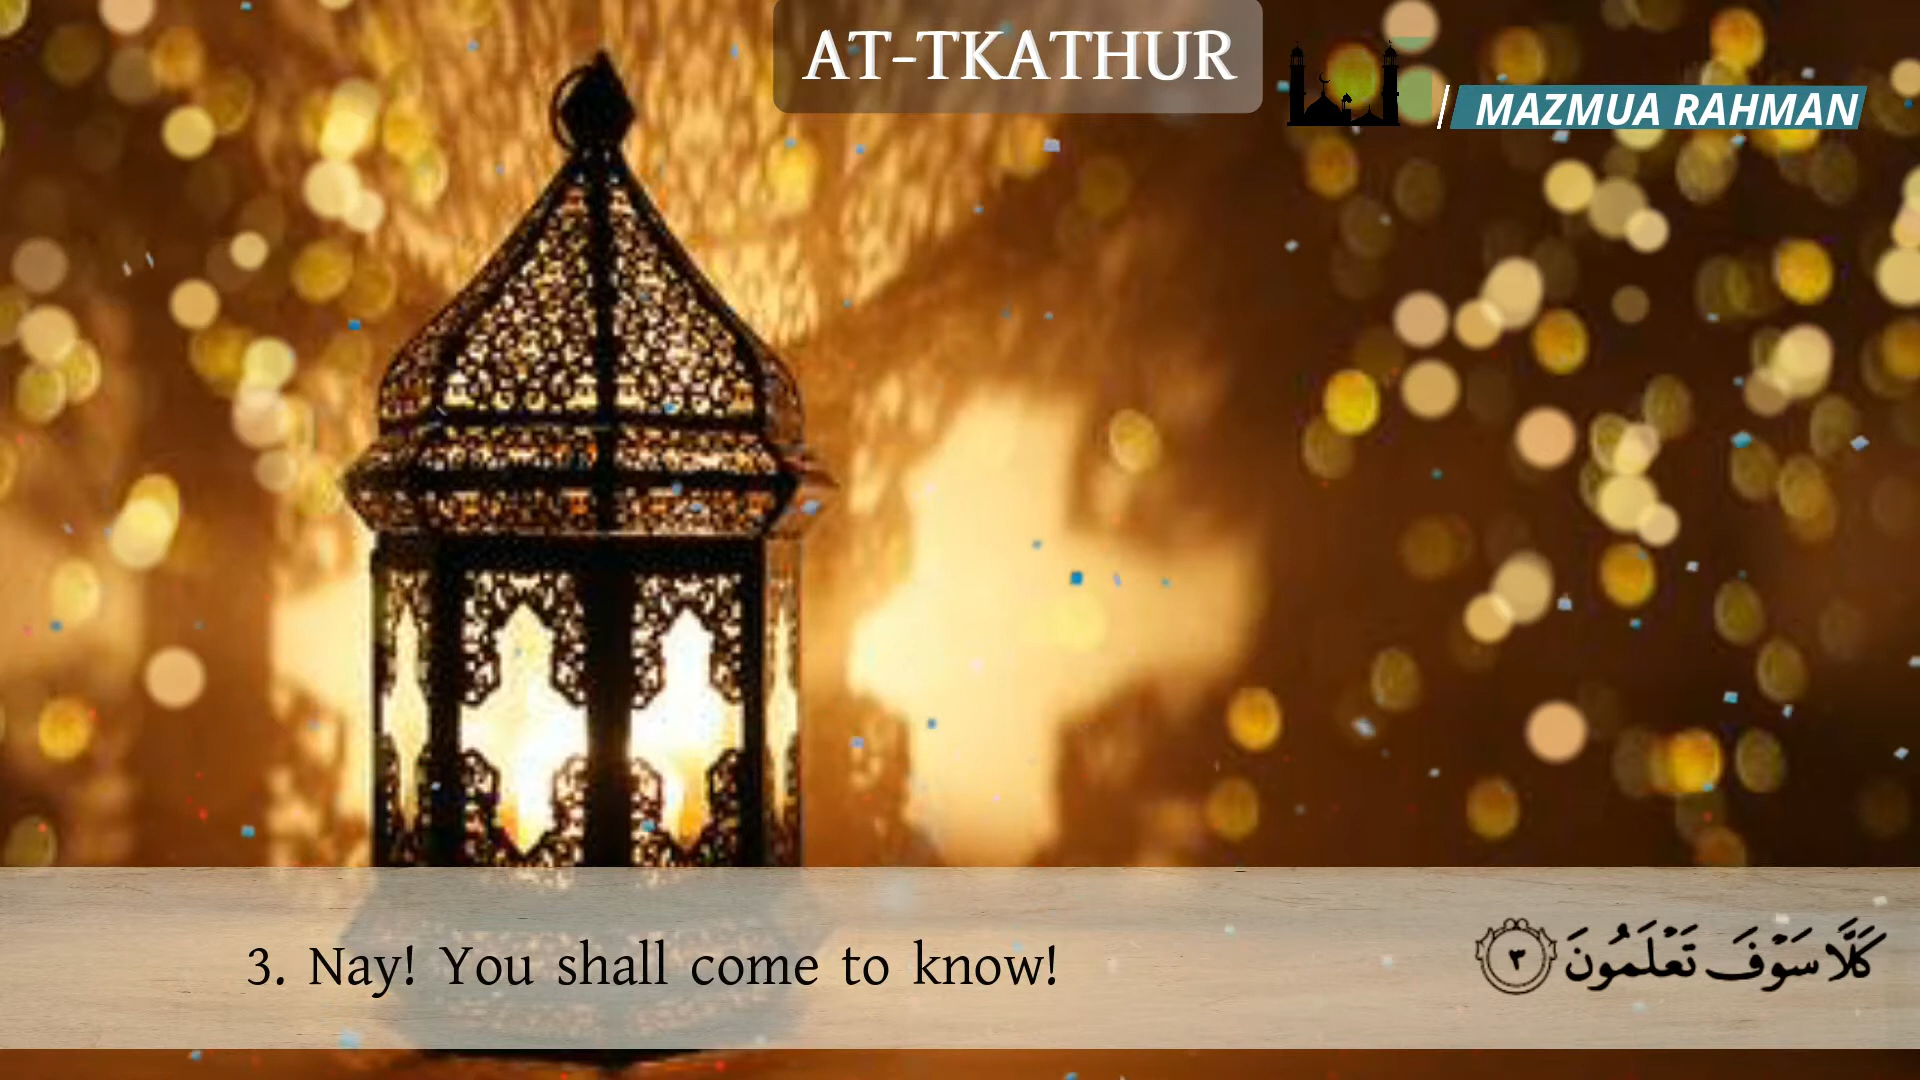 AT-TKATHUR
MAZMUA RAHMAN
3. Nay! You shall come to know!
كَلَّا سَوْفَ تَعْلَمُونَ ٣